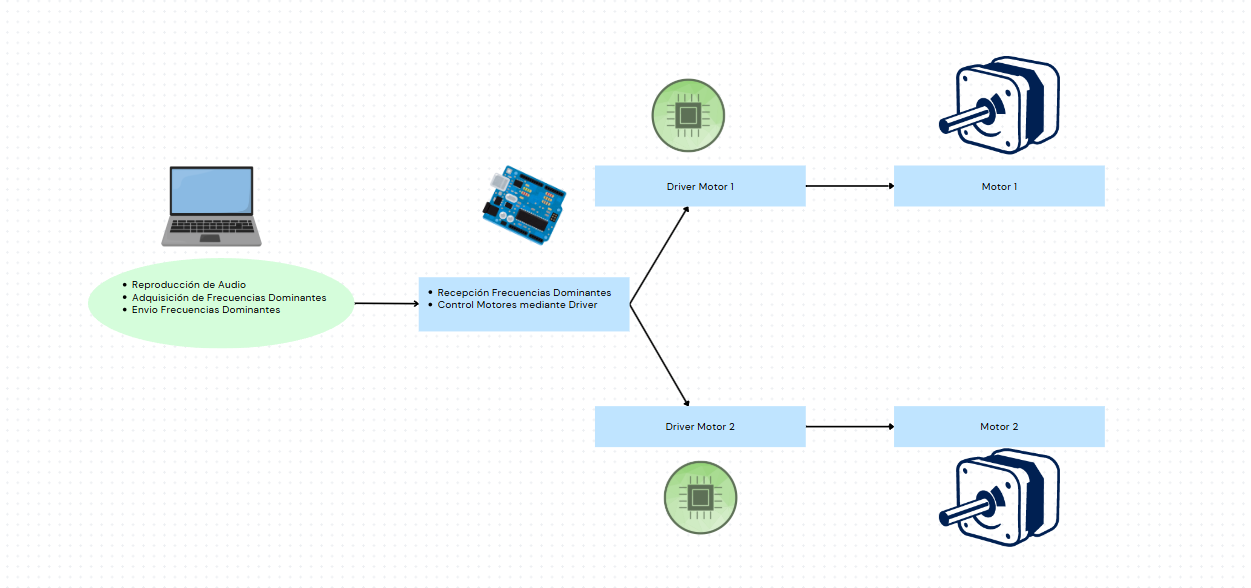 Driver Motor 1
Motor 1
• Reproducción de Audio
• Adquisición de Frecuencias Dominantes
• Envio Frecuencias Dominantes
• Recepción Frecuencias Dominantes
• Control Motores mediante Driver
Driver Motor 2
Motor 2